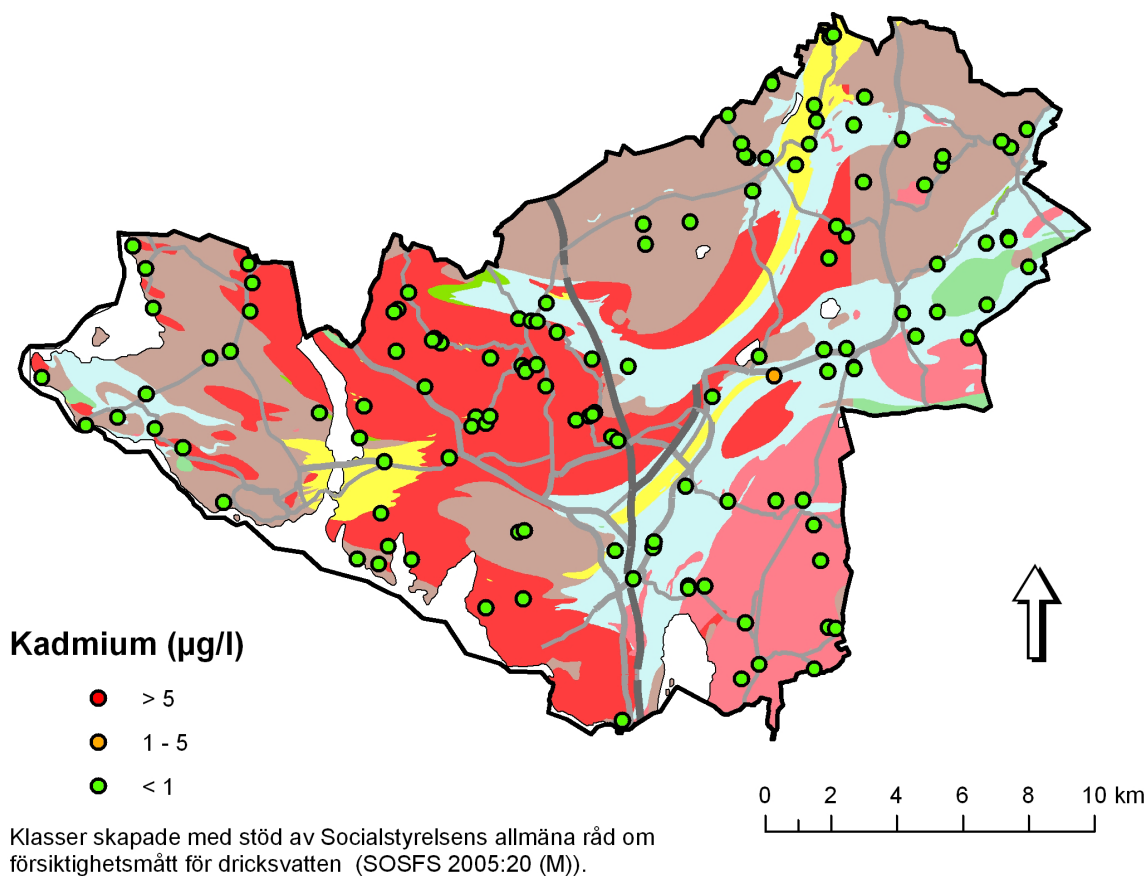 Kadmium (µg/l)
> 5
1 - 5
< 1
0 2 4 6 8 10 km
Klasser skapade med stöd av Socialstyrelsens allmäna råd om
försiktighetsmått för dricksvatten  (SOSFS 2005:20 (M)).